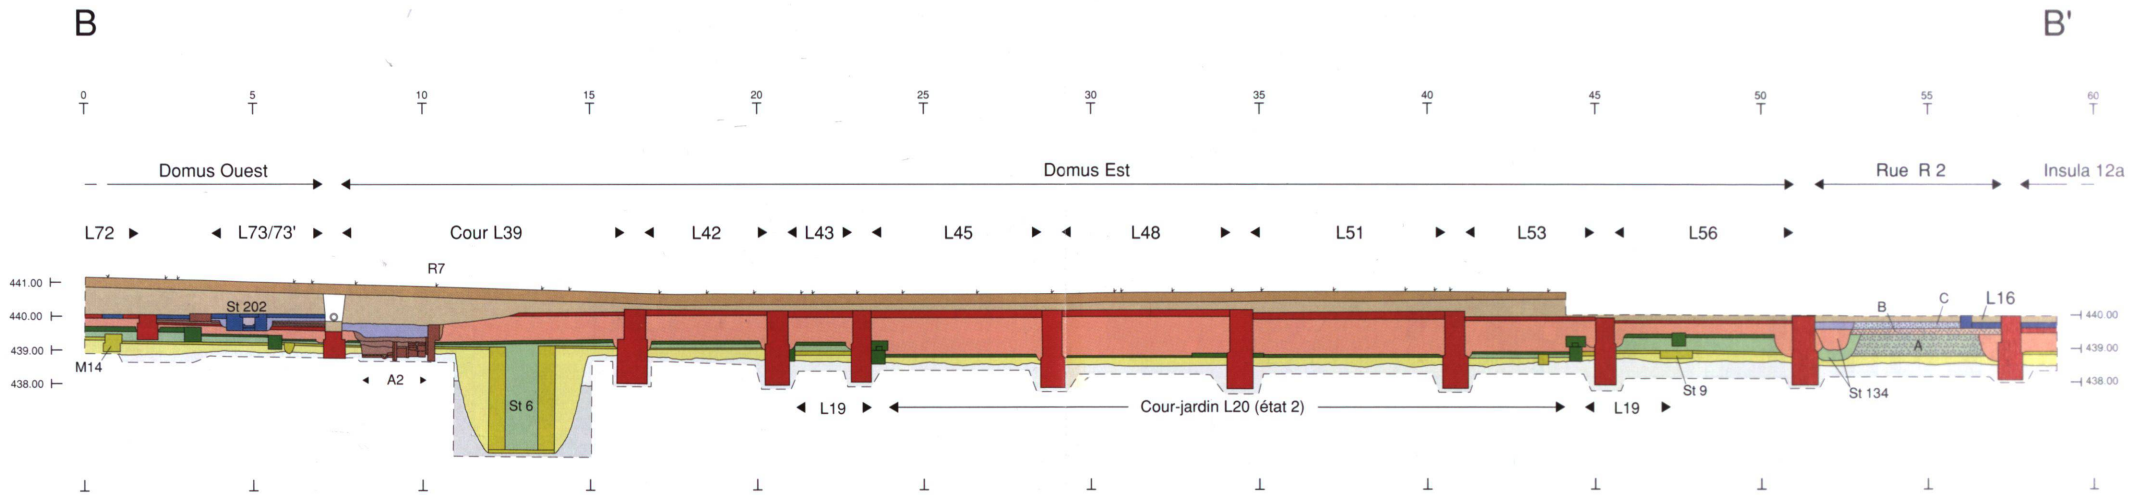 B B'
0 5 10 15 20 25 30 35 40 45 50 55 60
Domus Ouest Domus Est Rue R 2 Insula 12a
L72 L73/73' Cour L39 L42 L43 L45 L48 L51 L53 L56
R7
441.00
St 202
B C L16
440.00 440.00
A
439.00 439.00
M14
438.00 438.00
A2
St 9 St 134
St 6 L19 Cour-jardin L20 (état 2) L19